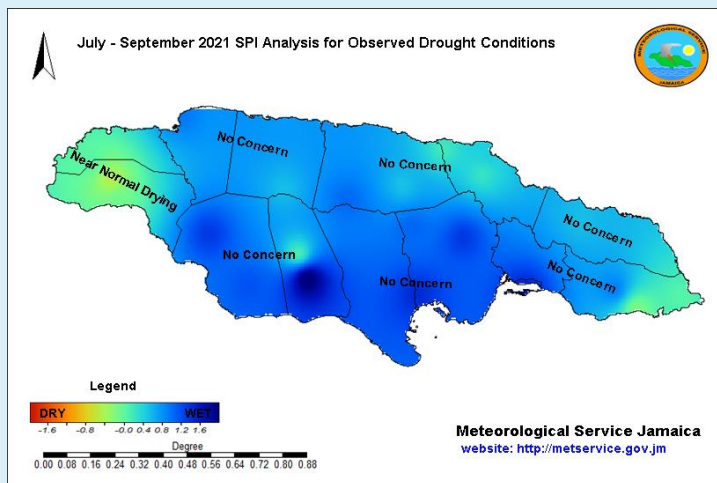 July - September 2021 SPI Analysis for Observed Drought Conditions
METEOROLOGICAL SERVICE
JAMAICA
No Concern
No Concern
Near Normal Drying
No Concern
No Concern
No Concern
No Concern
Legend
DRY WET
-1.6 -0.8 -0.0 0.4 0.8 1.2 1.6
Degree
0.00 0.08 0.16 0.24 0.32 0.40 0.48 0.56 0.64 0.72 0.80 0.88
Meteorological Service Jamaica
website: http://metservice.gov.jm